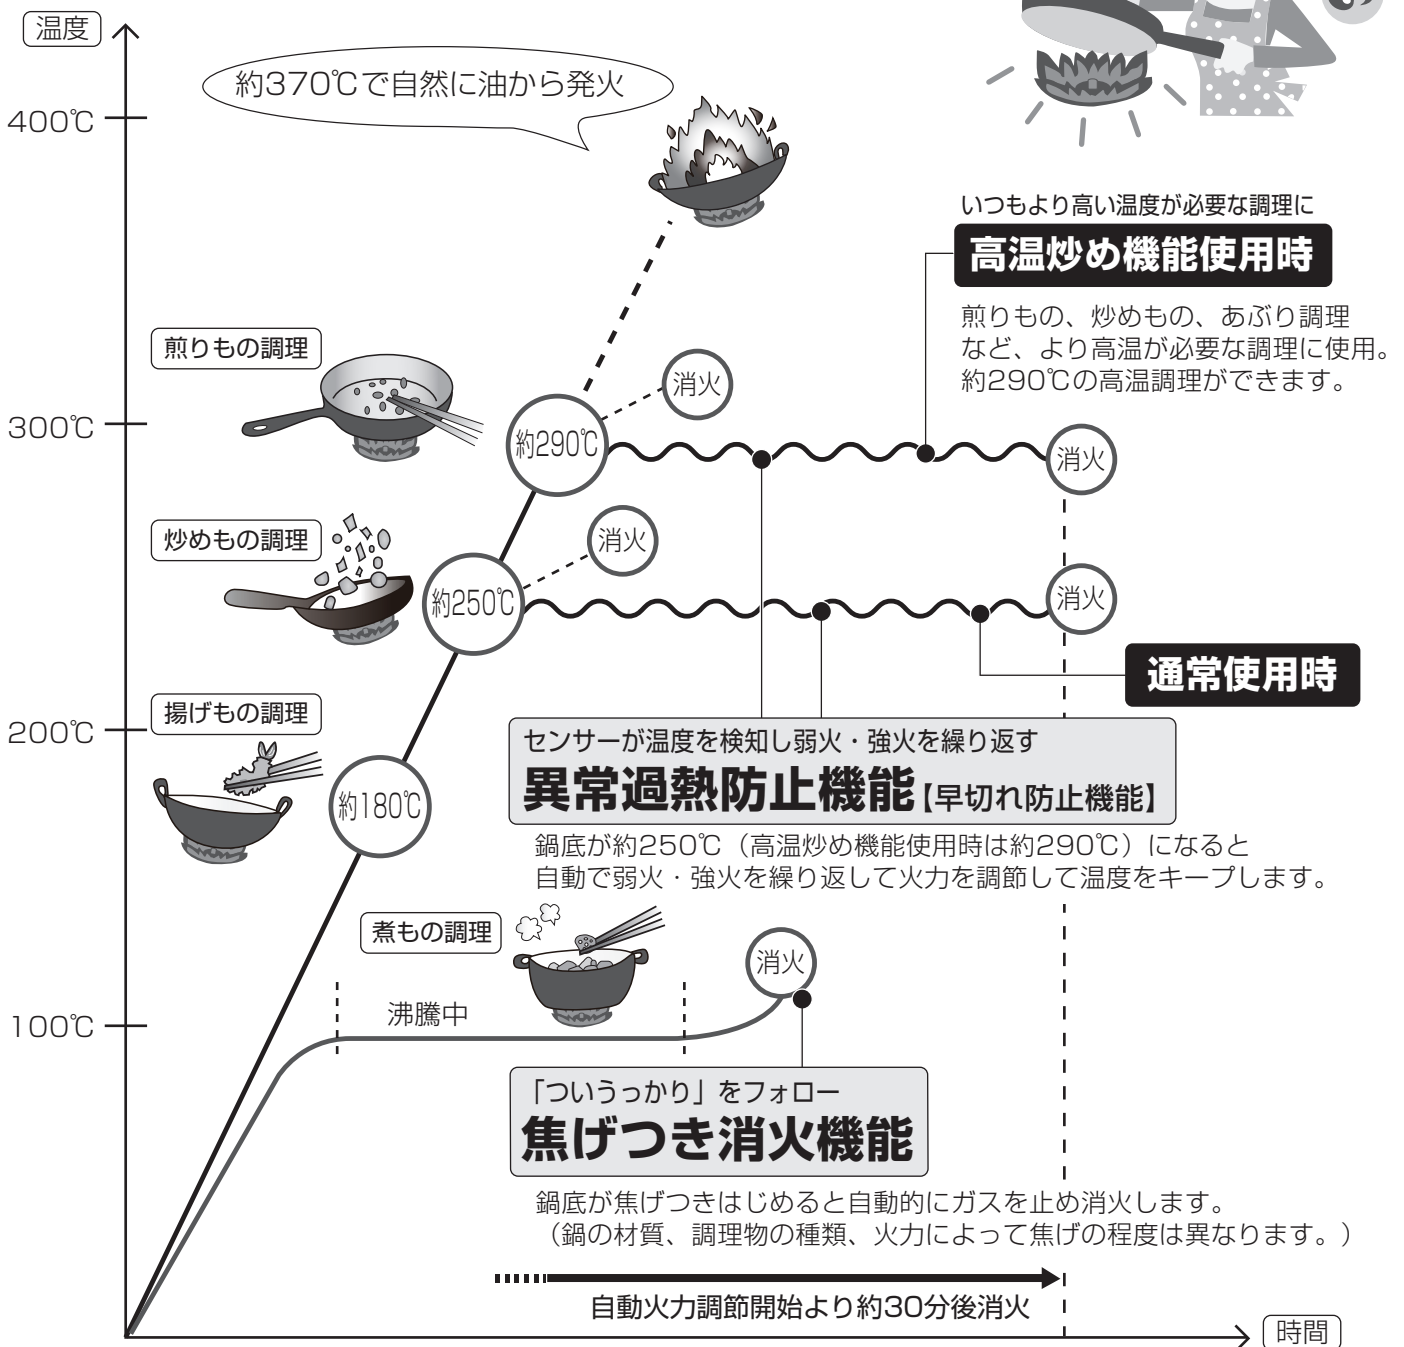 温度
約370℃で自然に油から発火
400℃
いつもより高い温度が必要な調理に
高温炒め機能使用時
煎りもの、炒めもの、あぶり調理
など、より高温が必要な調理に使用。
約290℃の高温調理ができます。
煎りもの調理
消火
300℃
約290℃
消火
炒めもの調理
消火
約250℃
消火
通常使用時
揚げもの調理
200℃
約180℃
センサーが温度を検知し弱火・強火を繰り返す
異常過熱防止機能【早切れ防止機能】
鍋底が約250℃（高温炒め機能使用時は約290℃）になると
自動で弱火・強火を繰り返して火力を調節して温度をキープします。
煮もの調理
消火
沸騰中
100℃
「ついうっかり」をフォロー
焦げつき消火機能
鍋底が焦げつきはじめると自動的にガスを止め消火します。
（鍋の材質、調理物の種類、火力によって焦げの程度は異なります。）
自動火力調節開始より約30分後消火
時間